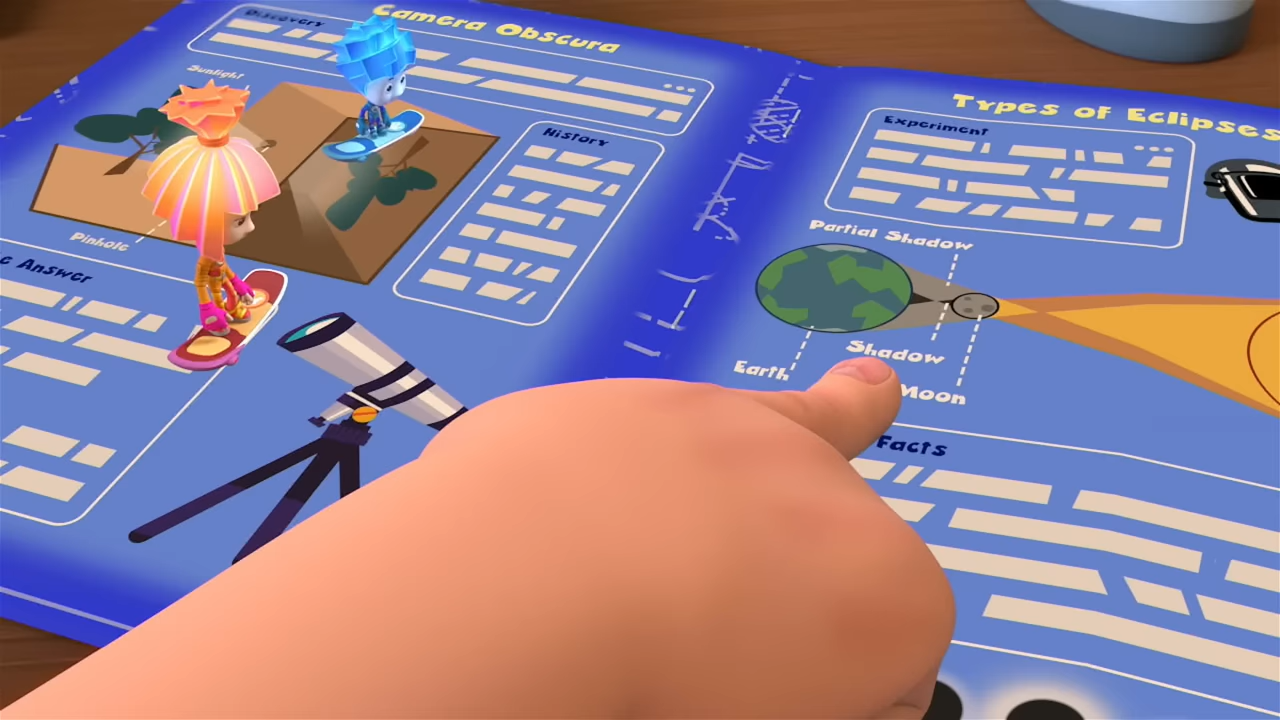 Camera Obscura
Discovery
Sunlight
History
Pinhole
Answer
Types of Eclipses
Experiment
Partial Shadow
Shadow
Earth
Moon
Facts